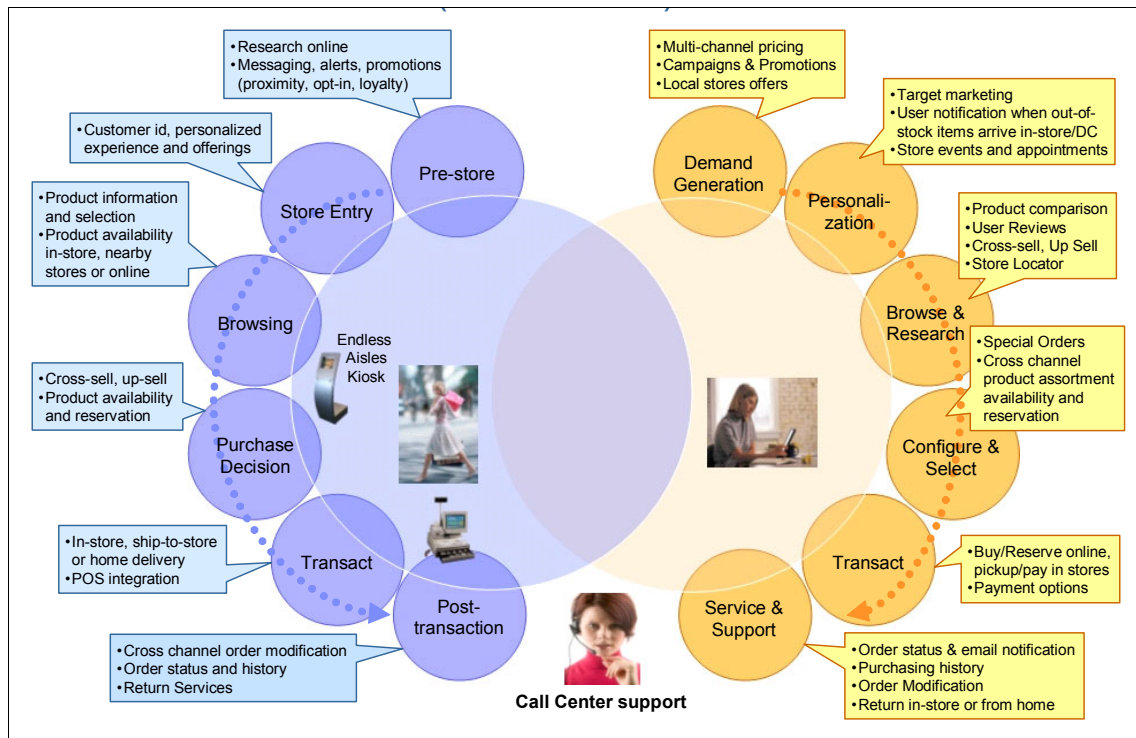 • Research online
• Messaging, alerts, promotions
(proximity, opt-in, loyalty)
Pre-store
• Customer id, personalized
experience and offerings
Store Entry
• Product information
and selection
• Product availability
in-store, nearby
stores or online
Browsing
Endless
Aisles
Kiosk
• Cross-sell, up-sell
• Product availability
and reservation
Purchase
Decision
• In-store, ship-to-store
or home delivery
• POS integration
Transact
Post-
transaction
• Cross channel order modification
• Order status and history
• Return Services
• Multi-channel pricing
• Campaigns & Promotions
• Local stores offers
Demand
Generation
• Target marketing
• User notification when out-of-
stock items arrive in-store/DC
• Store events and appointments
Personali-
zation
• Product comparison
• User Reviews
• Cross-sell, Up Sell
• Store Locator
Browse &
Research
• Special Orders
• Cross channel
product assortment
availability and
reservation
Configure &
Select
Transact
• Buy/Reserve online,
pickup/pay in stores
• Payment options
Service &
Support
• Order status & email notification
• Purchasing history
• Order Modification
• Return in-store or from home
Call Center support